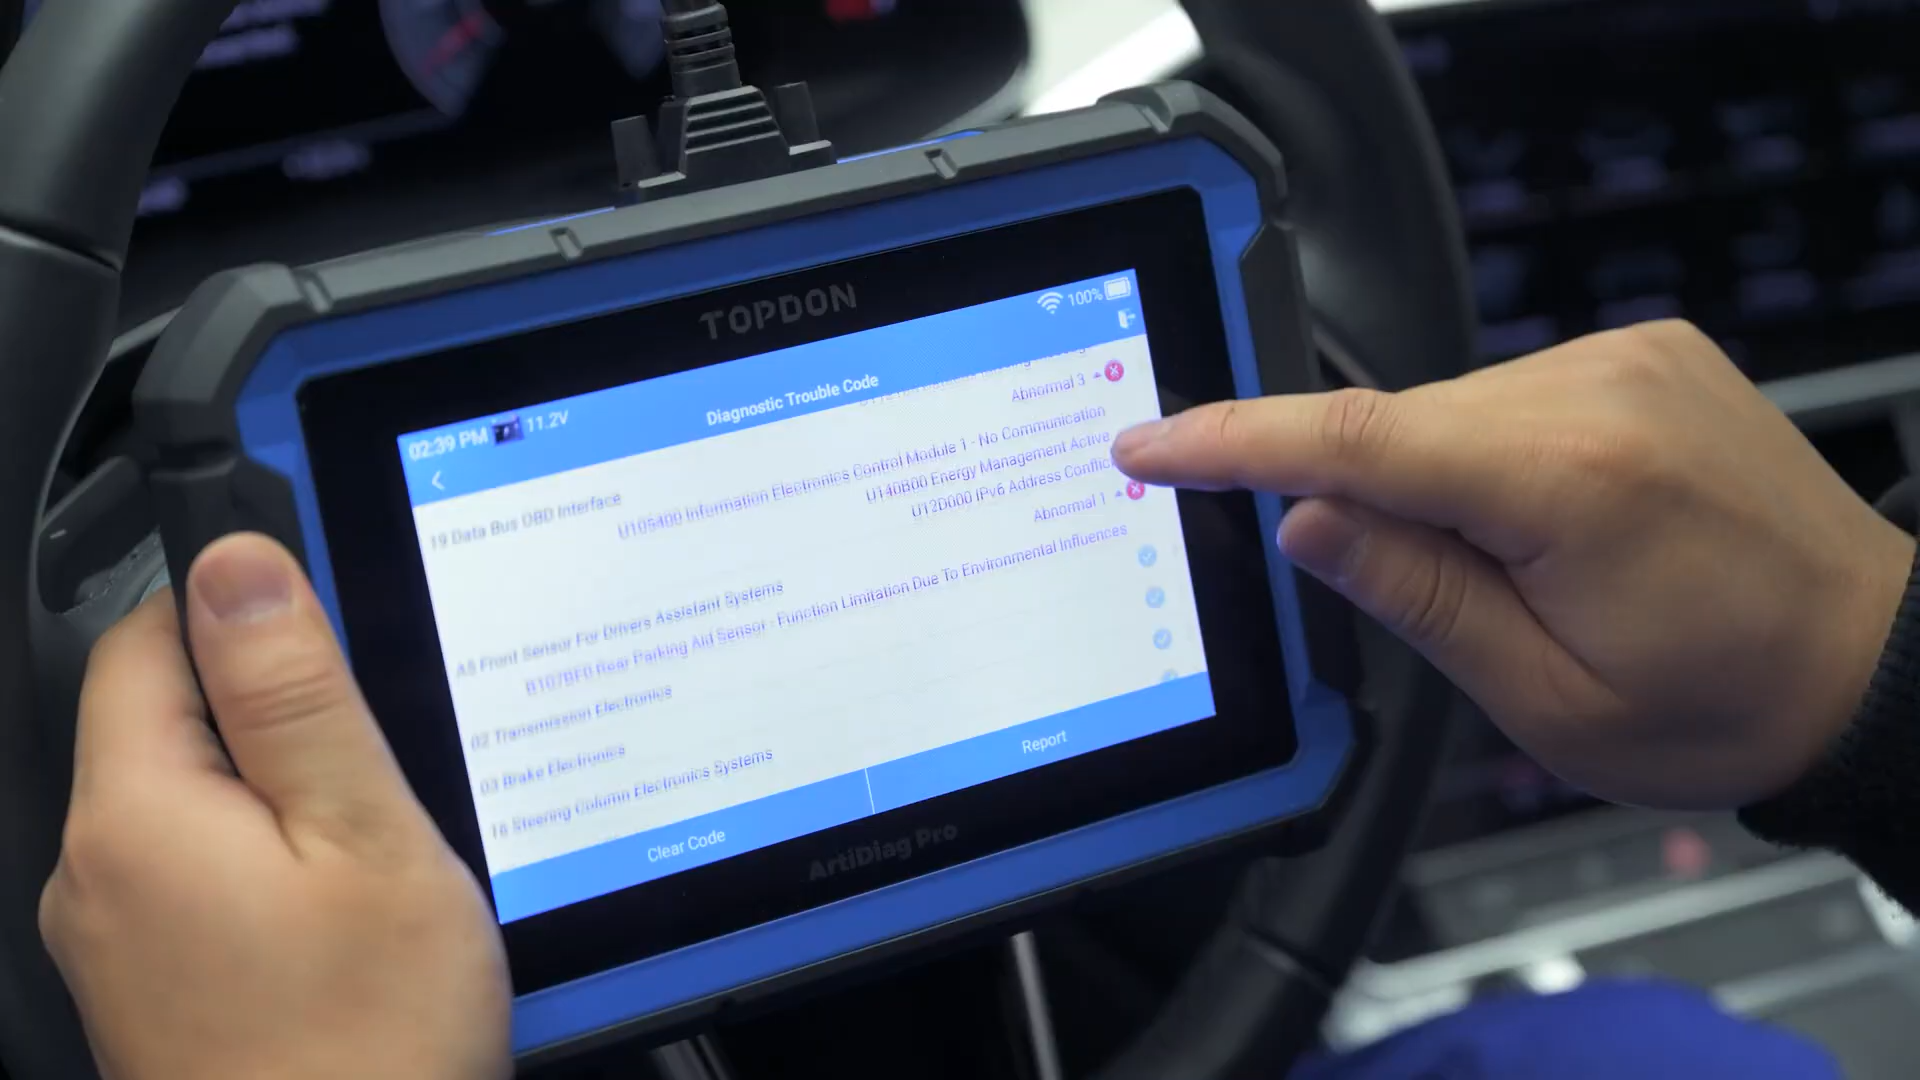 TOPDON
02:39 PM 11.2V 100%
Diagnostic Trouble Code
19 Data Bus OBD Interface
Abnormal 3
U105400 Information Electronics Control Module 1 - No Communication
U140B00 Energy Management Active
U12D000 IPv6 Address Conflict
A5 Front Sensor For Drivers Assistant Systems
Abnormal 1
B107BF0 Rear Parking Aid Sensor - Function Limitation Due To Environmental Influences
02 Transmission Electronics
03 Brake Electronics
16 Steering Column Electronics Systems
Clear Code
Report
ArtiDiag Pro